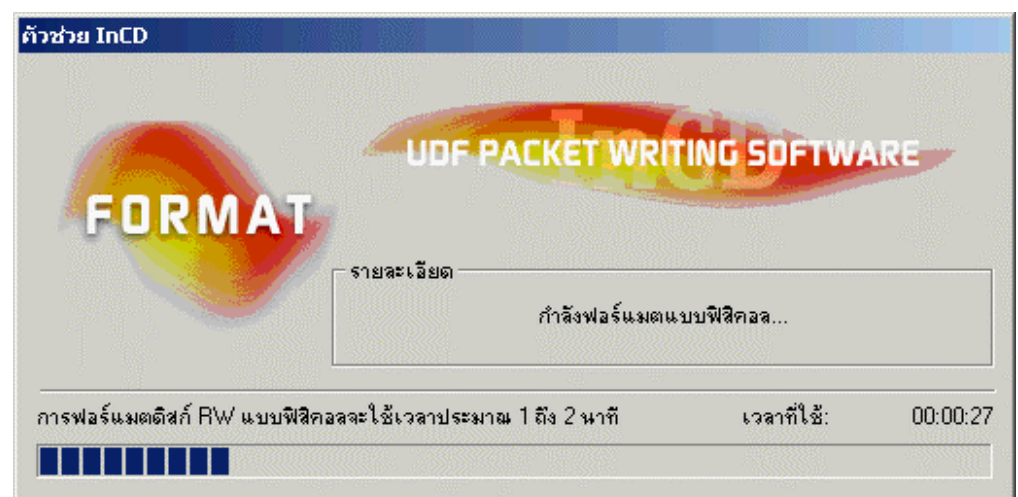 ตัวช่วย InCD
InCD
UDF PACKET WRITING SOFTWARE
FORMAT
รายละเอียด
กำลังฟอร์แมตแบบฟิสิคอล...
การฟอร์แมตดิสก์ RW แบบฟิสิคอลจะใช้เวลาประมาณ 1 ถึง 2 นาที
เวลาที่ใช้: 00:00:27